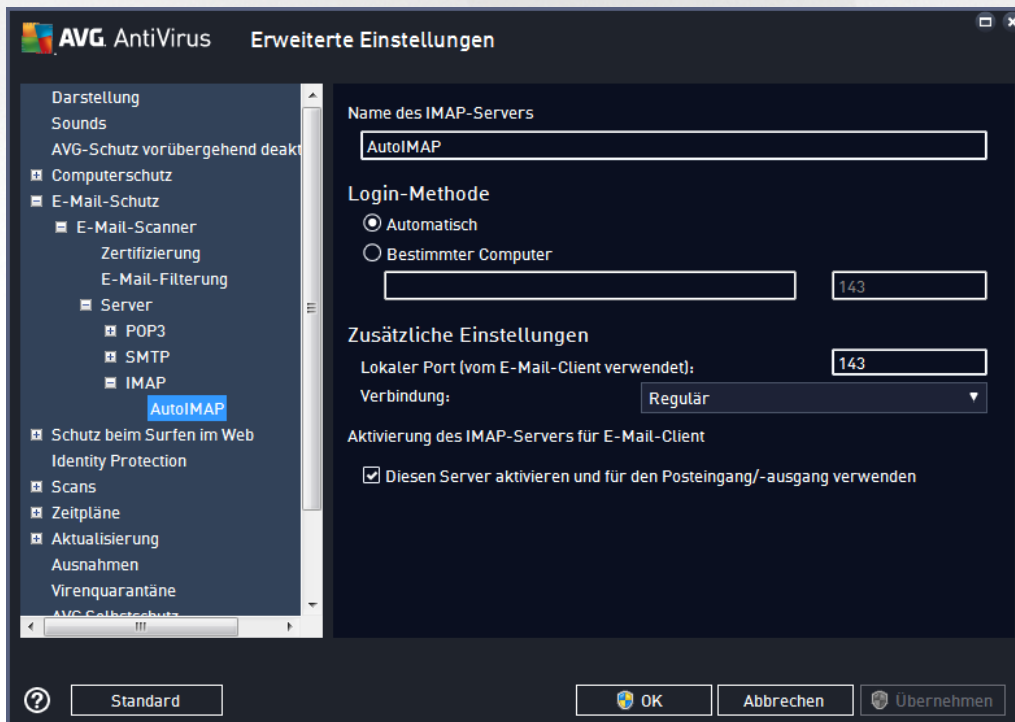 AVG. AntiVirus Erweiterte Einstellungen
Darstellung
Sounds
AVG-Schutz vorübergehend deakt
Computerschutz
E-Mail-Schutz
E-Mail-Scanner
Zertifizierung
E-Mail-Filterung
Server
POP3
SMTP
IMAP
AutoIMAP
Schutz beim Surfen im Web
Identity Protection
Scans
Zeitpläne
Aktualisierung
Ausnahmen
Virenquarantäne
AVG Selbstschutz
Name des IMAP-Servers
AutoIMAP
Login-Methode
Automatisch
Bestimmter Computer
143
Zusätzliche Einstellungen
Lokaler Port (vom E-Mail-Client verwendet): 143
Verbindung: Regulär
Aktivierung des IMAP-Servers für E-Mail-Client
Diesen Server aktivieren und für den Posteingang/-ausgang verwenden
Standard OK Abbrechen Übernehmen